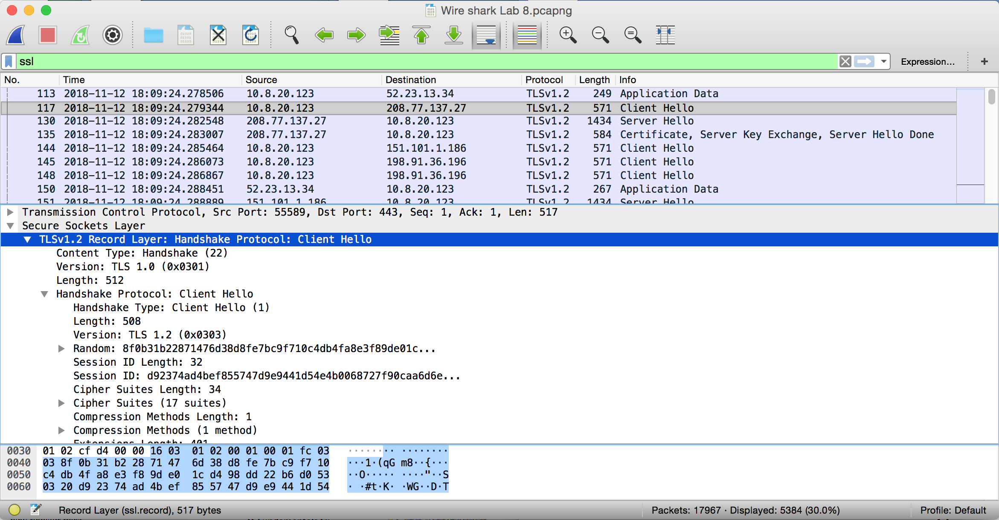 Wire shark Lab 8.pcapng
ssl
Expression...
+
No. Time Source Destination Protocol Length Info
113 2018-11-12 18:09:24.278506 10.8.20.123 52.23.13.34 TLSv1.2 249 Application Data
117 2018-11-12 18:09:24.279344 10.8.20.123 208.77.137.27 TLSv1.2 571 Client Hello
130 2018-11-12 18:09:24.282548 208.77.137.27 10.8.20.123 TLSv1.2 1434 Server Hello
135 2018-11-12 18:09:24.283007 208.77.137.27 10.8.20.123 TLSv1.2 584 Certificate, Server Key Exchange, Server Hello Done
144 2018-11-12 18:09:24.285464 10.8.20.123 151.101.1.186 TLSv1.2 571 Client Hello
145 2018-11-12 18:09:24.286073 10.8.20.123 198.91.36.196 TLSv1.2 571 Client Hello
148 2018-11-12 18:09:24.286867 10.8.20.123 198.91.36.196 TLSv1.2 571 Client Hello
150 2018-11-12 18:09:24.288451 52.23.13.34 10.8.20.123 TLSv1.2 267 Application Data
151 2018-11-12 18:09:24.288889 151.101.1.186 10.8.20.123 TLSv1.2 1434 Server Hello
Transmission Control Protocol, Src Port: 55589, Dst Port: 443, Seq: 1, Ack: 1, Len: 517
Secure Sockets Layer
TLSv1.2 Record Layer: Handshake Protocol: Client Hello
Content Type: Handshake (22)
Version: TLS 1.0 (0x0301)
Length: 512
Handshake Protocol: Client Hello
Handshake Type: Client Hello (1)
Length: 508
Version: TLS 1.2 (0x0303)
Random: 8f0b31b22871476d38d8fe7bc9f710c4db4fa8e3f89de01c...
Session ID Length: 32
Session ID: d92374ad4bef855747d9e9441d54e4b0068727f90caa6d6e...
Cipher Suites Length: 34
Cipher Suites (17 suites)
Compression Methods Length: 1
Compression Methods (1 method)
Extensions Length: 401
0030 01 02 cf d4 00 00 16 03 01 02 00 01 00 01 fc 03 ········ ········
0040 03 8f 0b 31 b2 28 71 47 6d 38 d8 fe 7b c9 f7 10 ···1·(qG m8··{···
0050 c4 db 4f a8 e3 f8 9d e0 1c d4 98 dd 22 b6 d0 53 ··O····· ····"··S
0060 03 20 d9 23 74 ad 4b ef 85 57 47 d9 e9 44 1d 54 · ·#t·K· ·WG··D·T
Record Layer (ssl.record), 517 bytes
Packets: 17967 · Displayed: 5384 (30.0%)
Profile: Default